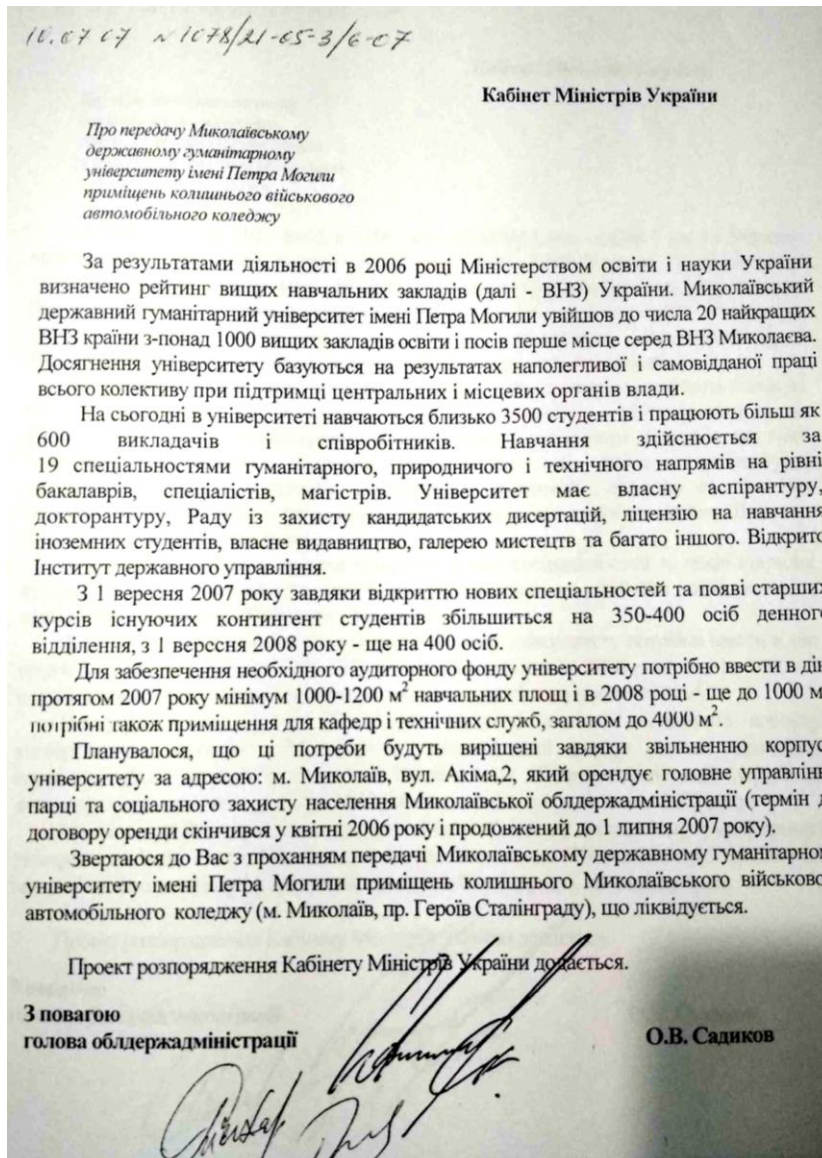 10.07 07 N 1078/21-05-3/6-07
Кабінет Міністрів України
Про передачу Миколаївському
державному гуманітарному
університету імені Петра Могили
приміщень колишнього військового
автомобільного коледжу
За результатами діяльності в 2006 році Міністерством освіти і науки України
визначено рейтинг вищих навчальних закладів (далі - ВНЗ) України. Миколаївський
державний гуманітарний університет імені Петра Могили увійшов до числа 20 найкращих
ВНЗ країни з-понад 1000 вищих закладів освіти і посів перше місце серед ВНЗ Миколаєва.
Досягнення університету базуються на результатах наполегливої і самовідданої праці
всього колективу при підтримці центральних і місцевих органів влади.
На сьогодні в університеті навчаються близько 3500 студентів і працюють більш як
600 викладачів і співробітників. Навчання здійснюється за
19 спеціальностями гуманітарного, природничого і технічного напрямів на рівні
бакалаврів, спеціалістів, магістрів. Університет має власну аспірантуру,
докторантуру, Раду із захисту кандидатських дисертацій, ліцензію на навчання
іноземних студентів, власне видавництво, галерею мистецтв та багато іншого. Відкрито
Інститут державного управління.
З 1 вересня 2007 року завдяки відкриттю нових спеціальностей та появі старших
курсів існуючих контингент студентів збільшиться на 350-400 осіб денного
відділення, з 1 вересня 2008 року - ще на 400 осіб.
Для забезпечення необхідного аудиторного фонду університету потрібно ввести в дію
протягом 2007 року мінімум 1000-1200 м² навчальних площ і в 2008 році - ще до 1000 м
потрібні також приміщення для кафедр і технічних служб, загалом до 4000 м².
Планувалося, що ці потреби будуть вирішені завдяки звільненню корпус
університету за адресою: м. Миколаїв, вул. Акіма,2, який орендує головне управлінн
парці та соціального захисту населення Миколаївської облдержадміністрації (термін д
договору оренди скінчився у квітні 2006 року і продовжений до 1 липня 2007 року).
Звертаюся до Вас з проханням передачі Миколаївському державному гуманітарном
університету імені Петра Могили приміщень колишнього Миколаївського військово
автомобільного коледжу (м. Миколаїв, пр. Героїв Сталінграду), що ліквідується.
Проект розпорядження Кабінету Міністрів України додається.
З повагою
голова облдержадміністрації О.В. Садиков